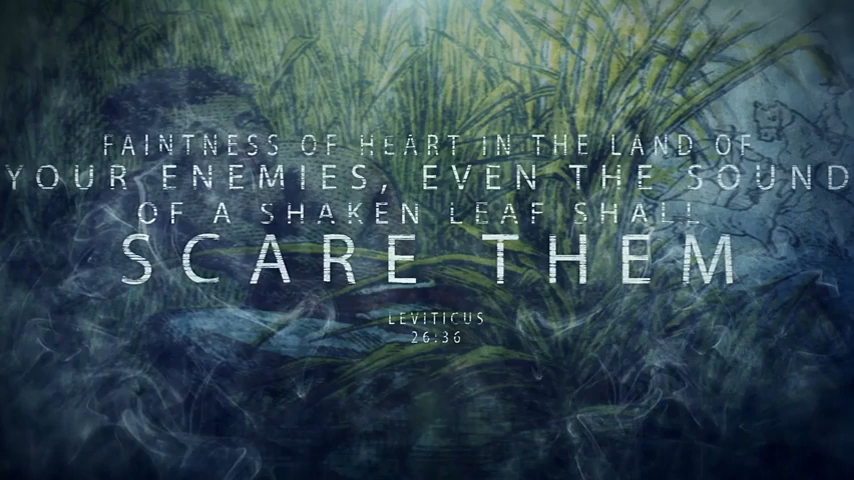 FAINTNESS OF HEART IN THE LAND OF
YOUR ENEMIES, EVEN THE SOUND
OF A SHAKEN LEAF SHALL
SCARE THEM
LEVITICUS
26:36